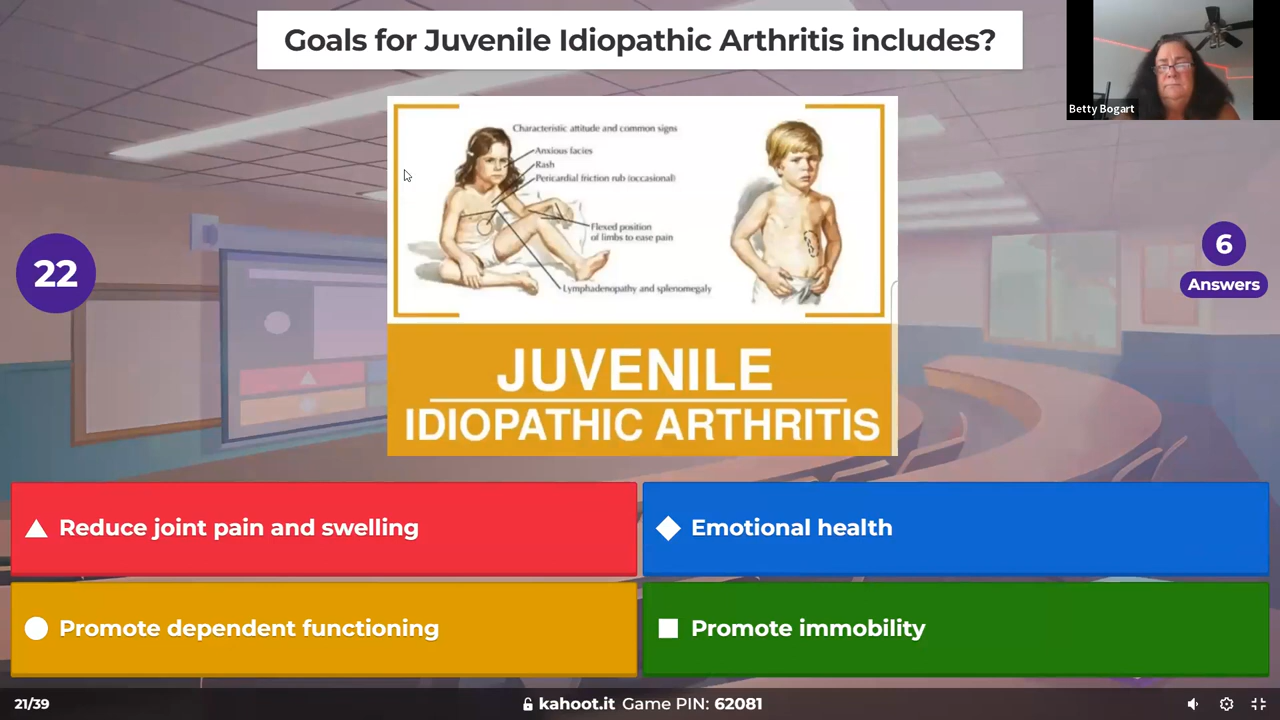 Goals for Juvenile Idiopathic Arthritis includes?
Betty Bogart
Characteristic attitude and common signs
Anxious facies
Rash
Pericardial friction rub (occasional)
Flexed position
of limbs to ease pain
Lymphadenopathy and splenomegaly
22
6
Answers
JUVENILE
IDIOPATHIC ARTHRITIS
Reduce joint pain and swelling
Emotional health
Promote dependent functioning
Promote immobility
21/39
kahoot.it Game PIN: 62081